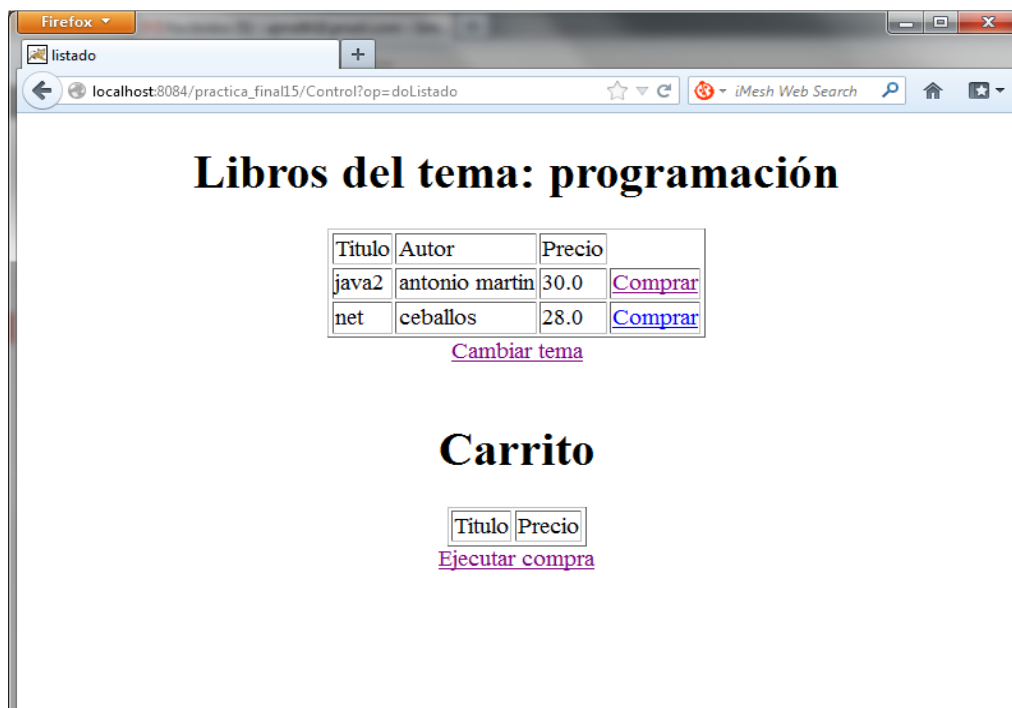 Firefox
listado
+
localhost:8084/practica_final15/Control?op=doListado
iMesh Web Search
Libros del tema: programación
Titulo Autor Precio
java2 antonio martin 30.0 Comprar
net ceballos 28.0 Comprar
Cambiar tema
Carrito
Titulo Precio
Ejecutar compra